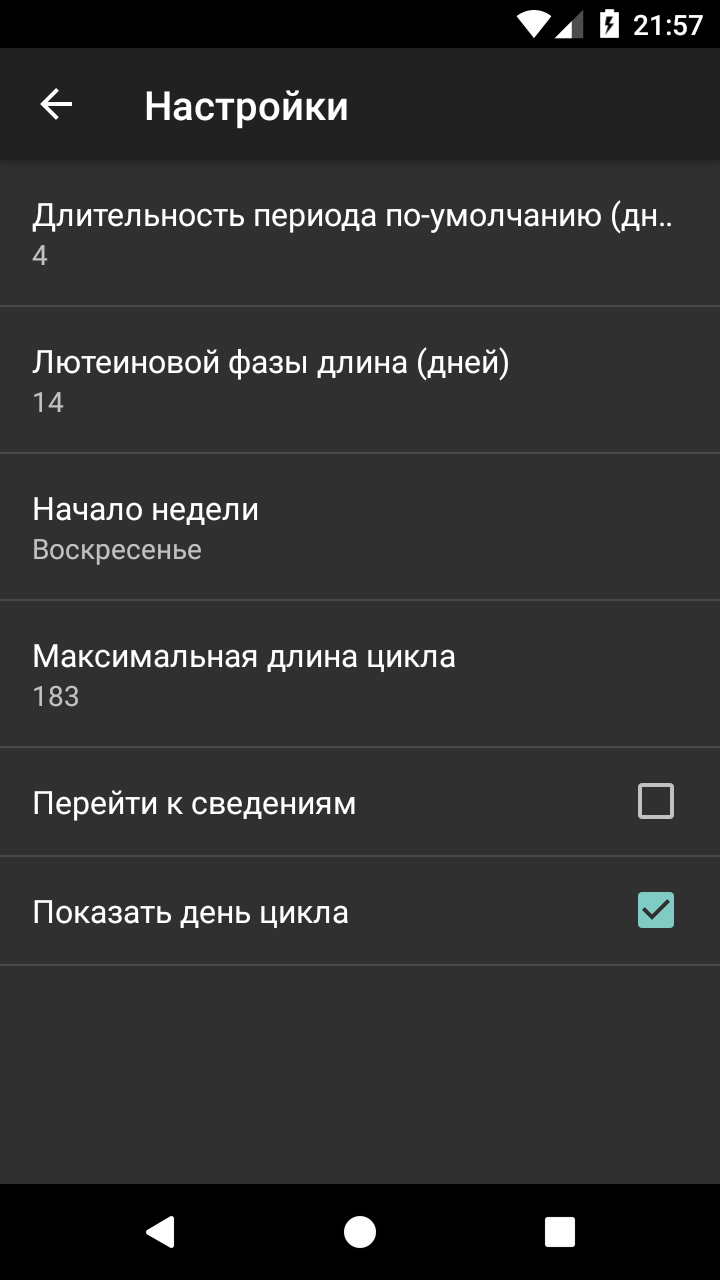 21:57
Настройки
Длительность периода по-умолчанию (дн..
4
Лютеиновой фазы длина (дней)
14
Начало недели
Воскресенье
Максимальная длина цикла
183
Перейти к сведениям
Показать день цикла